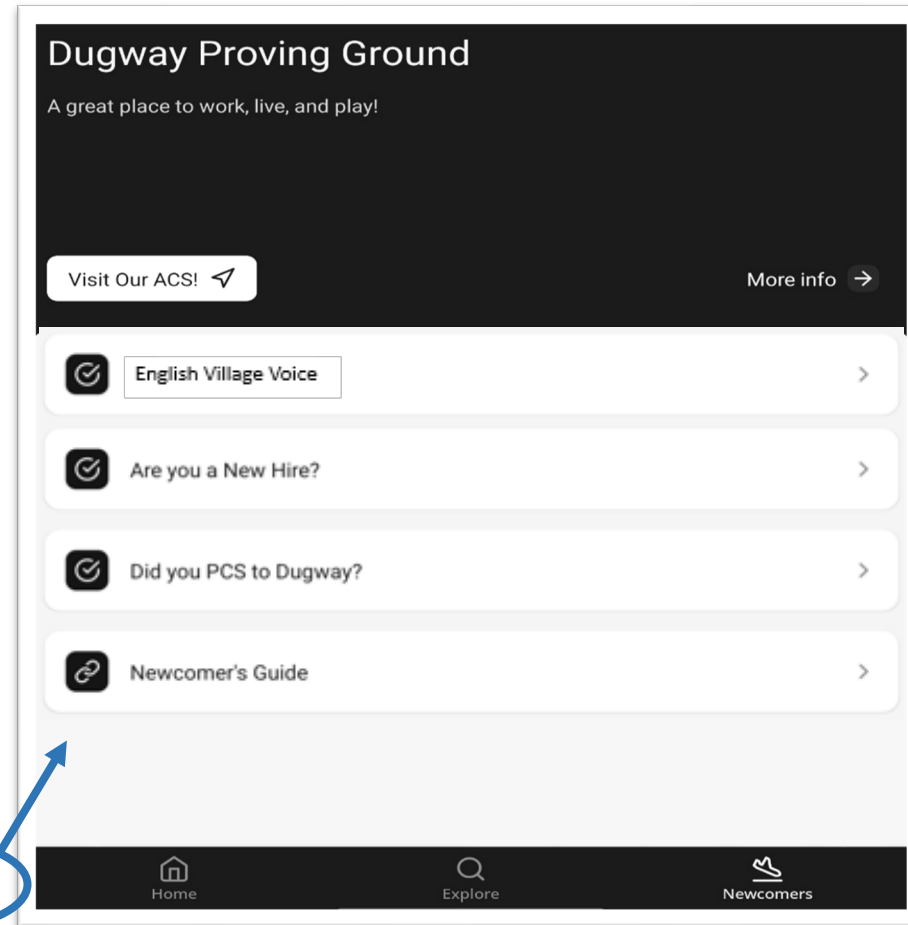 Dugway Proving Ground
A great place to work, live, and play!
Visit Our ACS!
More info
English Village Voice
Are you a New Hire?
Did you PCS to Dugway?
Newcomer's Guide
Home
Explore
Newcomers